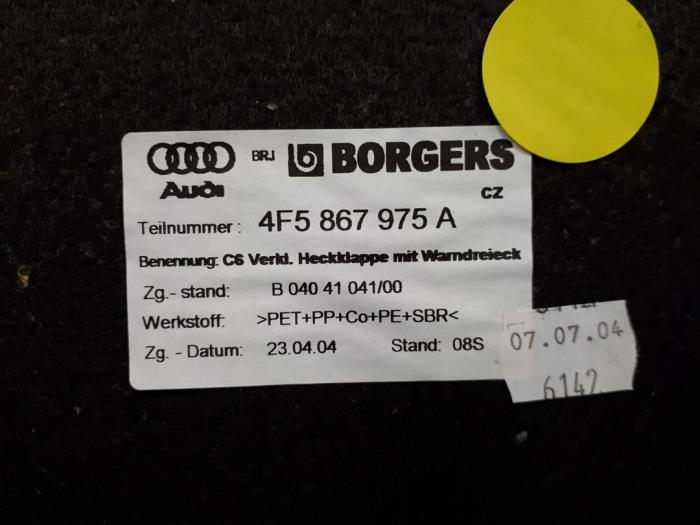 BRJ BORGERS
Audi CZ
Teilnummer: 4F5 867 975 A
Benennung: C6 Verkl. Heckklappe mit Warndreieck
Zg.- stand: B 040 41 041/00
Werkstoff: >PET+PP+Co+PE+SBR<
Zg. - Datum: 23.04.04 Stand: 08S
07.07.04
6142